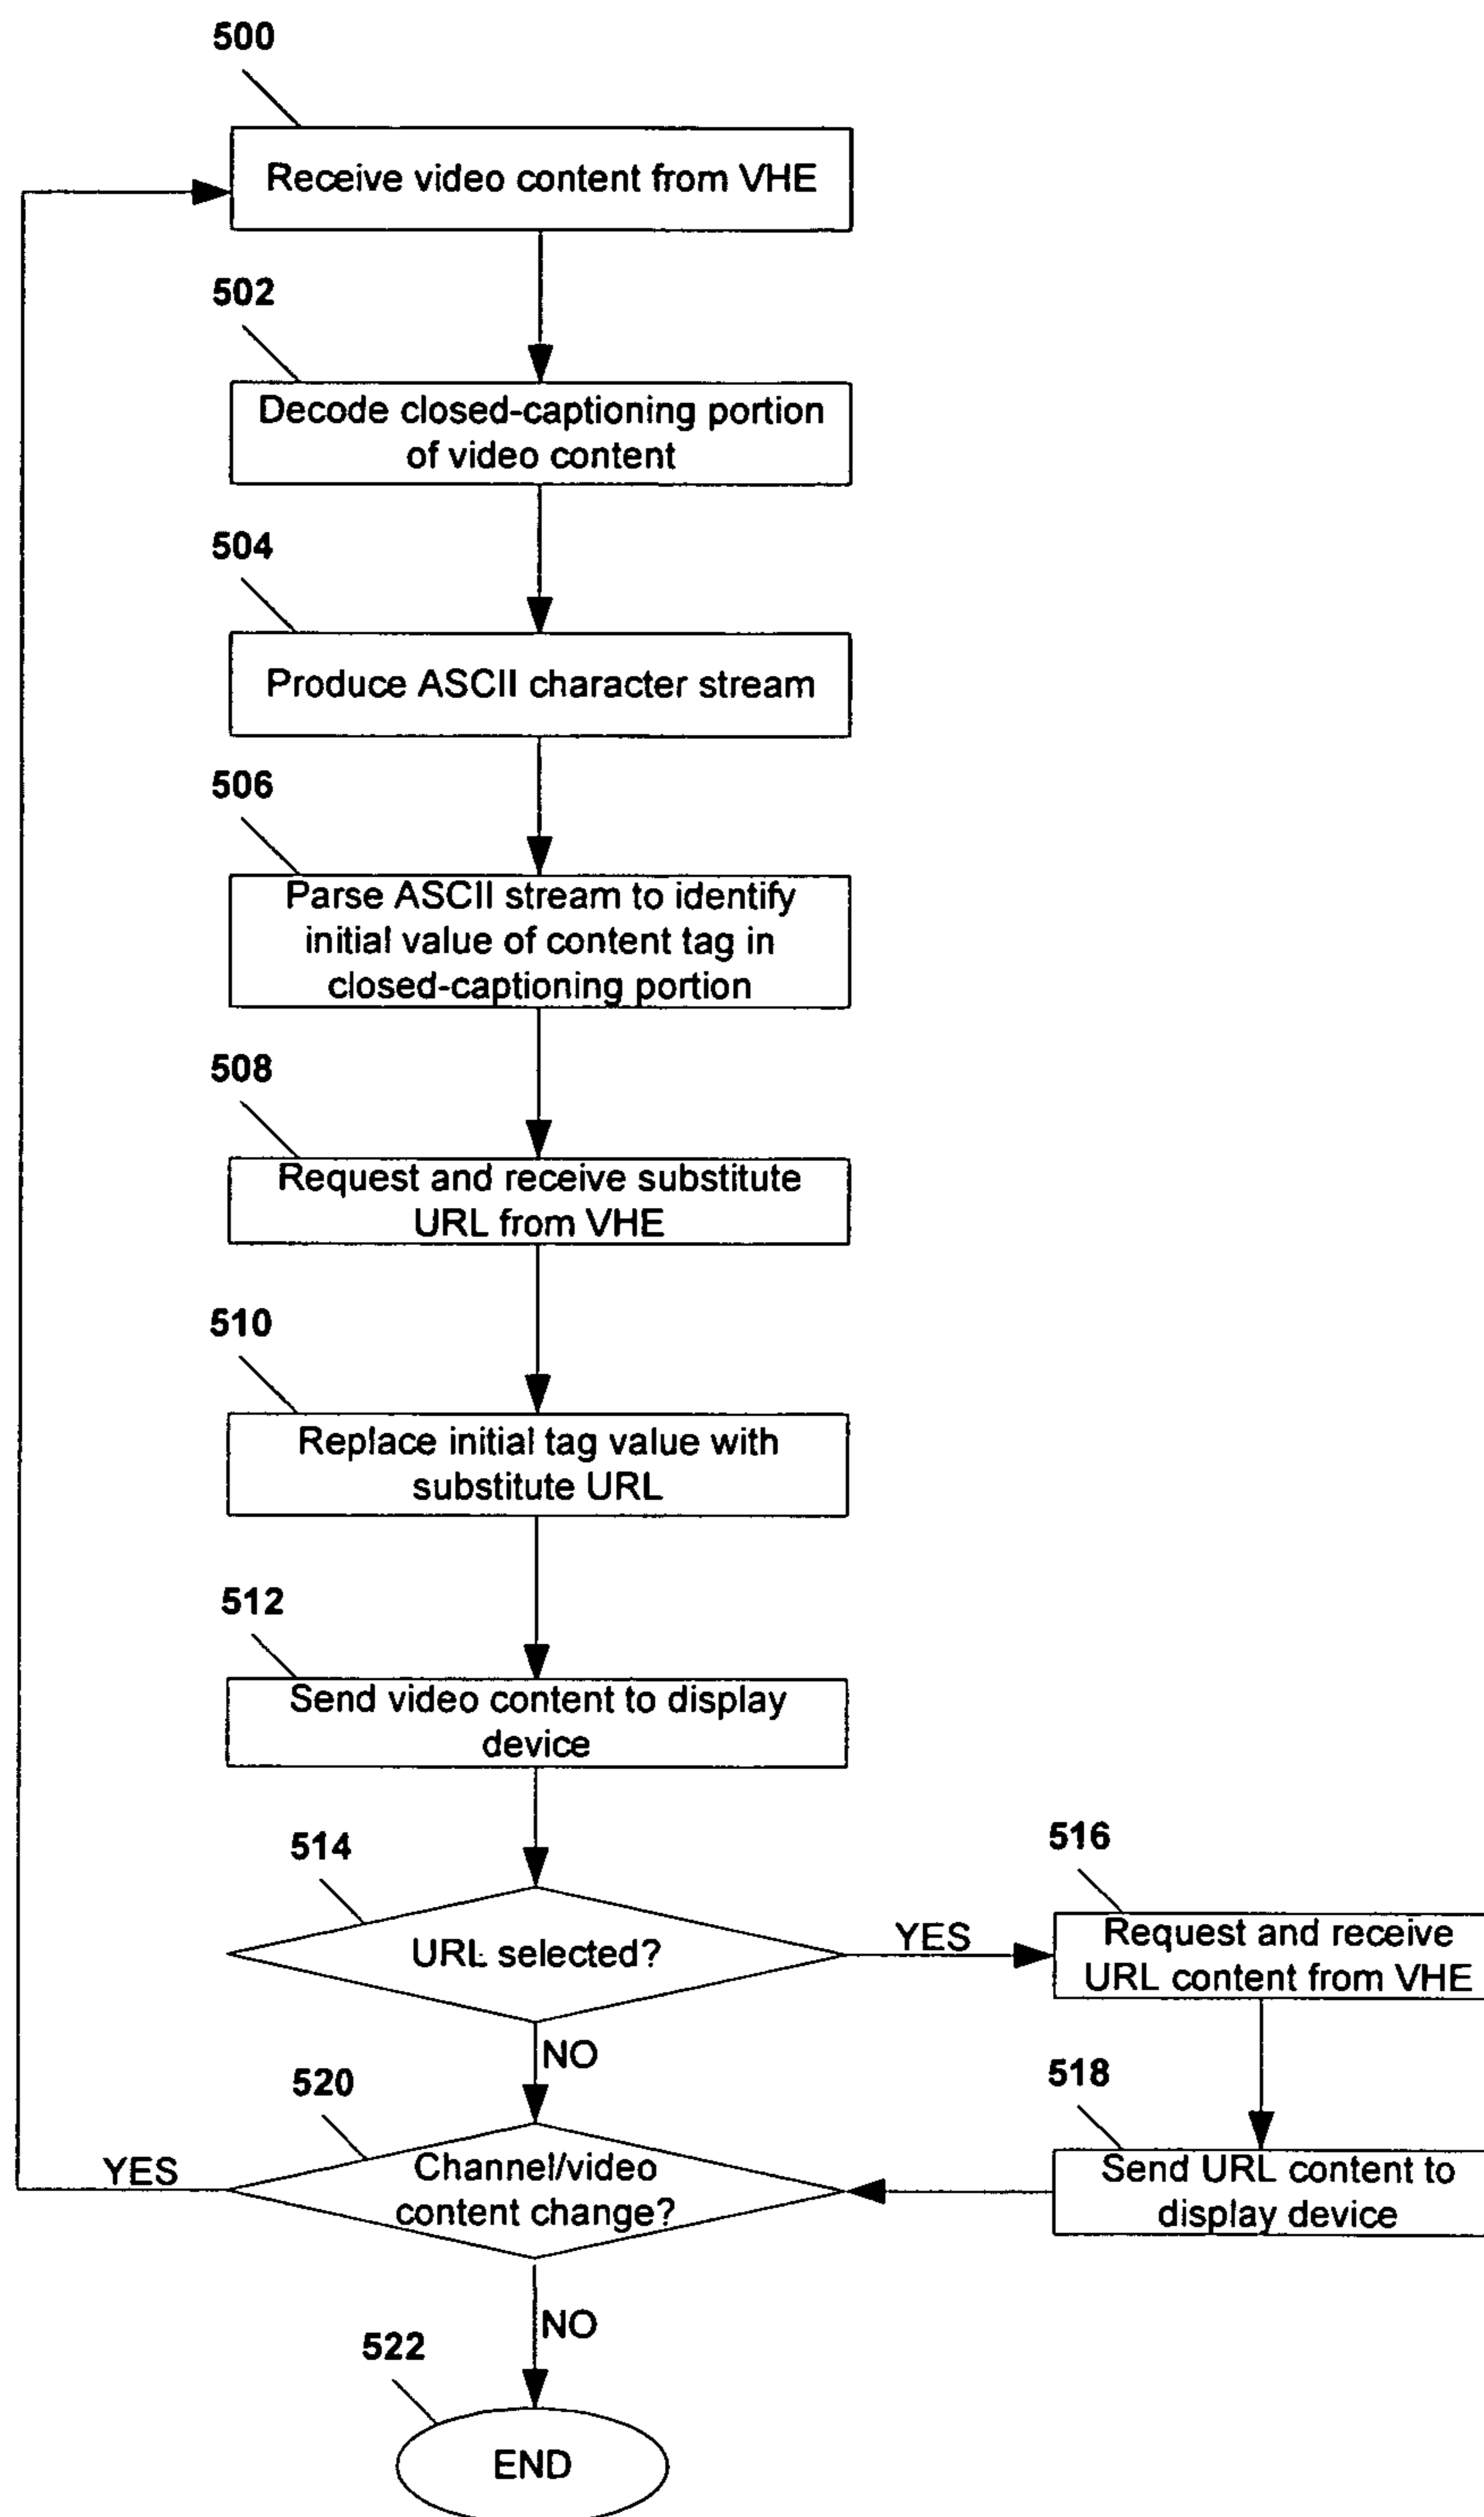 500
Receive video content from VHE
502
Decode closed-captioning portion
of video content
504
Produce ASCII character stream
506
Parse ASCII stream to identify
initial value of content tag in
closed-captioning portion
508
Request and receive substitute
URL from VHE
510
Replace initial tag value with
substitute URL
512
Send video content to display
device
514
URL selected?
YES
516
Request and receive
URL content from VHE
NO
518
Send URL content to
display device
520
Channel/video
content change?
YES
NO
522
END